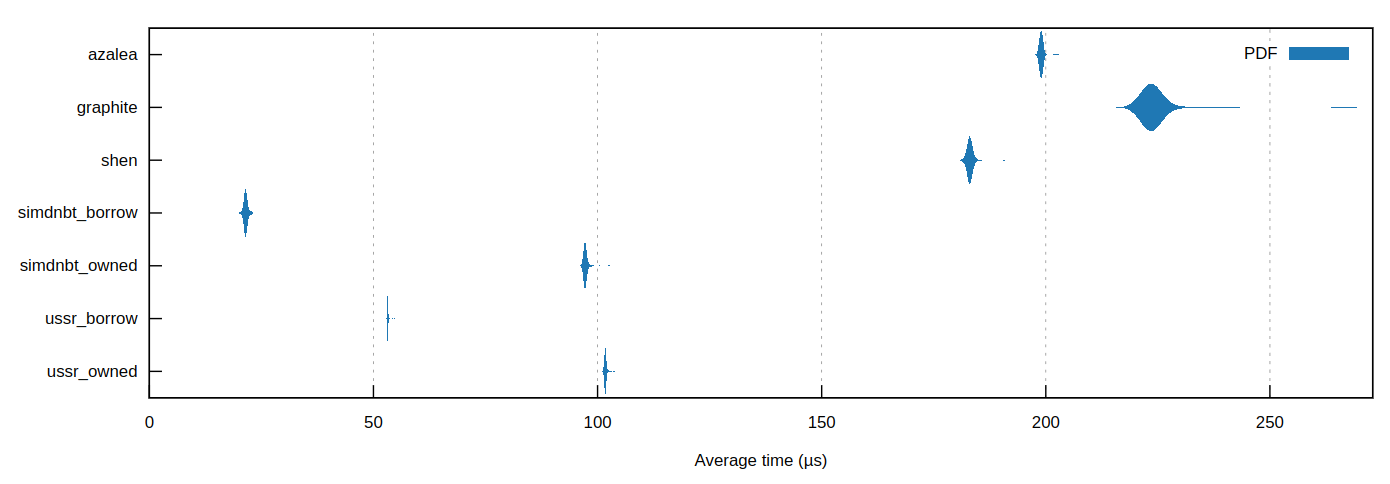 azalea
PDF
graphite
shen
simdnbt_borrow
simdnbt_owned
ussr_borrow
ussr_owned
0 50 100 150 200 250
Average time (µs)